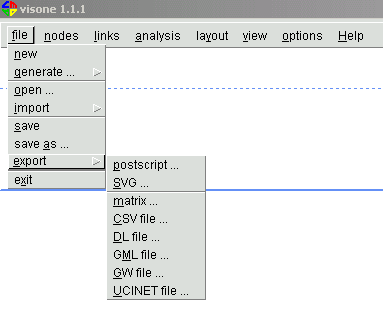 visone 1.1.1
file nodes links analysis layout view options Help
new
generate ...
open ...
import
save
save as ...
export
exit
postscript ...
SVG ...
matrix ...
CSV file ...
DL file ...
GML file ...
GW file ...
UCINET file ...